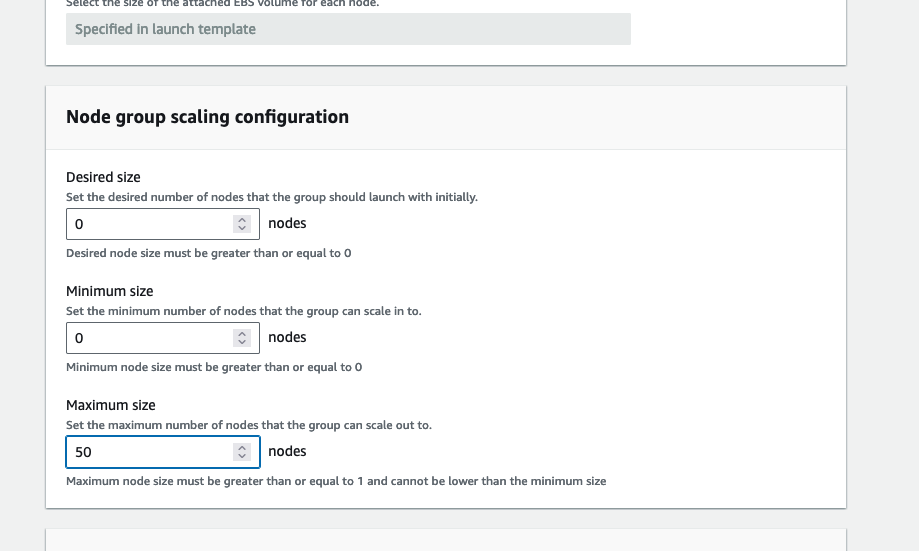 Select the size of the attached EBS volume for each node.
Specified in launch template
Node group scaling configuration
Desired size
Set the desired number of nodes that the group should launch with initially.
0 nodes
Desired node size must be greater than or equal to 0
Minimum size
Set the minimum number of nodes that the group can scale in to.
0 nodes
Minimum node size must be greater than or equal to 0
Maximum size
Set the maximum number of nodes that the group can scale out to.
50 nodes
Maximum node size must be greater than or equal to 1 and cannot be lower than the minimum size